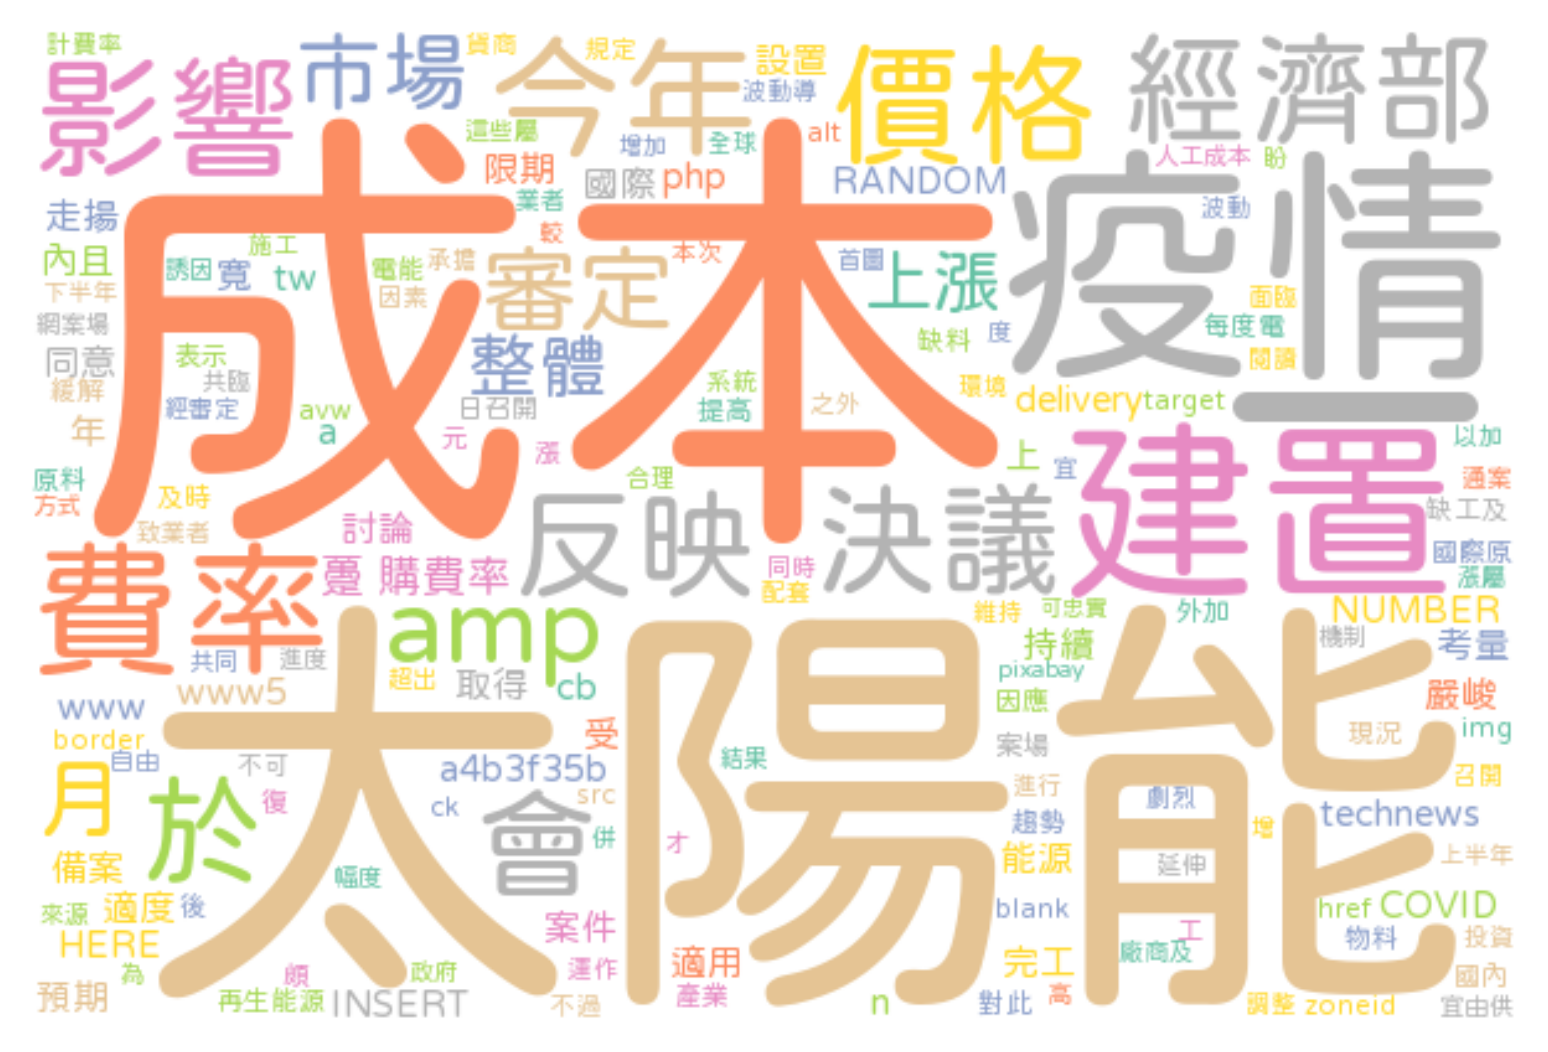 計費率
貸商
規定
影響
市場
今年
設置
價格
經濟部
波動導
這些屬
增加
全球
alt
限期
國際
php
RANDOM
人工成本
盼
疫情
走揚
業者
波動
成本
較
內且
施工
電能
承擔
審定
本次
首圖
上漲
誘因
寬
tw
因素
下半年
面臨
網案場
每度電
同意
表示
整體
缺料
度
閱讀
緩解
共臨
系統
環境
經審定
avw
日召開
提高
之外
delivery
target
年
a
元
漲
上
宜
建置
以加
原料
合理
通案
方式
及時
缺工及
致業者
討論
反映
決議
國際原
費率
躉購費率
同時
漲屬
配套
amp
維持
可忠實
外加
NUMBER
共同
進度
持續
機制
考量
超出
取得
cb
pixabay
太陽能
www
www5
因應
嚴峻
border
受
案場
現況
img
自由
不可
a4b3f35b
結果
召開
月
於
復
ck
src
會
進行
劇烈
technews
併
才
趨勢
增
備案
能源
延伸
上半年
幅度
來源
適度
後
blank
href
COVID
HERE
案件
工
物料
投資
為
頗
政府
運作
適用
完工
廠商及
國內
預期
再生能源
INSERT
不過
產業
n
對此
高
調整
zoneid
宜由供